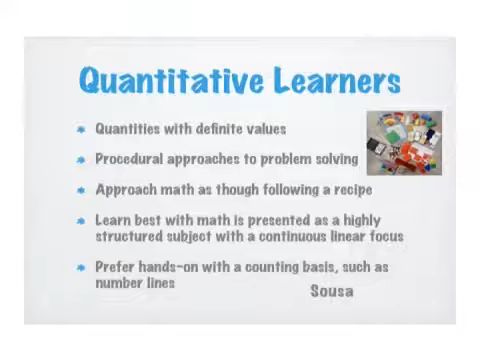 Quantitative Learners
Quantities with definite values
Procedural approaches to problem solving
Approach math as though following a recipe
Learn best with math is presented as a highly
structured subject with a continuous linear focus
Prefer hands-on with a counting basis, such as
number lines
Sousa